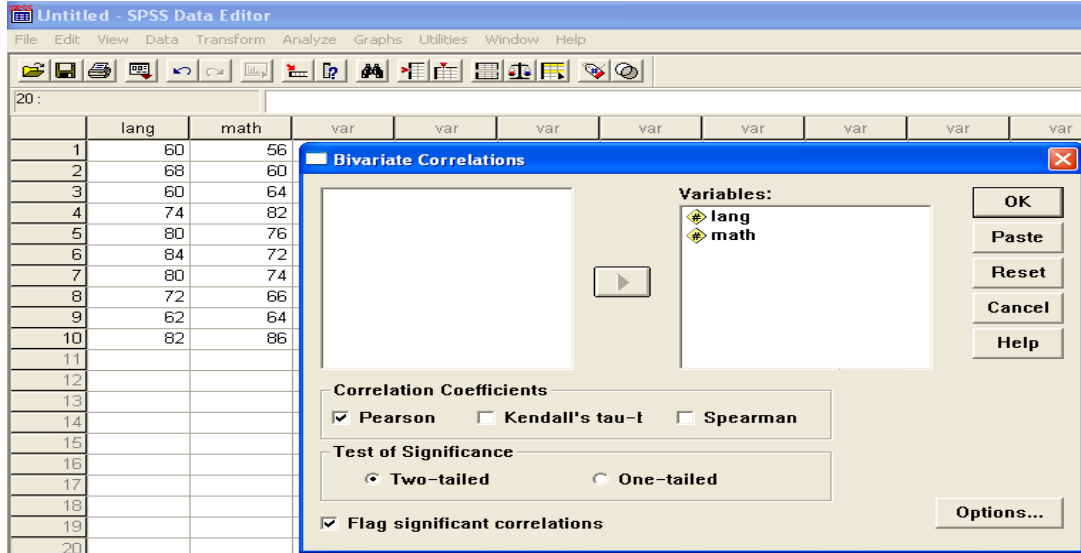 Untitled - SPSS Data Editor
File Edit View Data Transform Analyze Graphs Utilities Window Help
20 :
lang math var var var var var var var var
1 60 56
2 68 60
3 60 64
4 74 82
5 80 76
6 84 72
7 80 74
8 72 66
9 62 64
10 82 86
11
12
13
14
15
16
17
18
19
20
Bivariate Correlations
Variables:
lang
math
OK
Paste
Reset
Cancel
Help
Correlation Coefficients
Pearson Kendall's tau-b Spearman
Test of Significance
Two-tailed One-tailed
Flag significant correlations
Options...